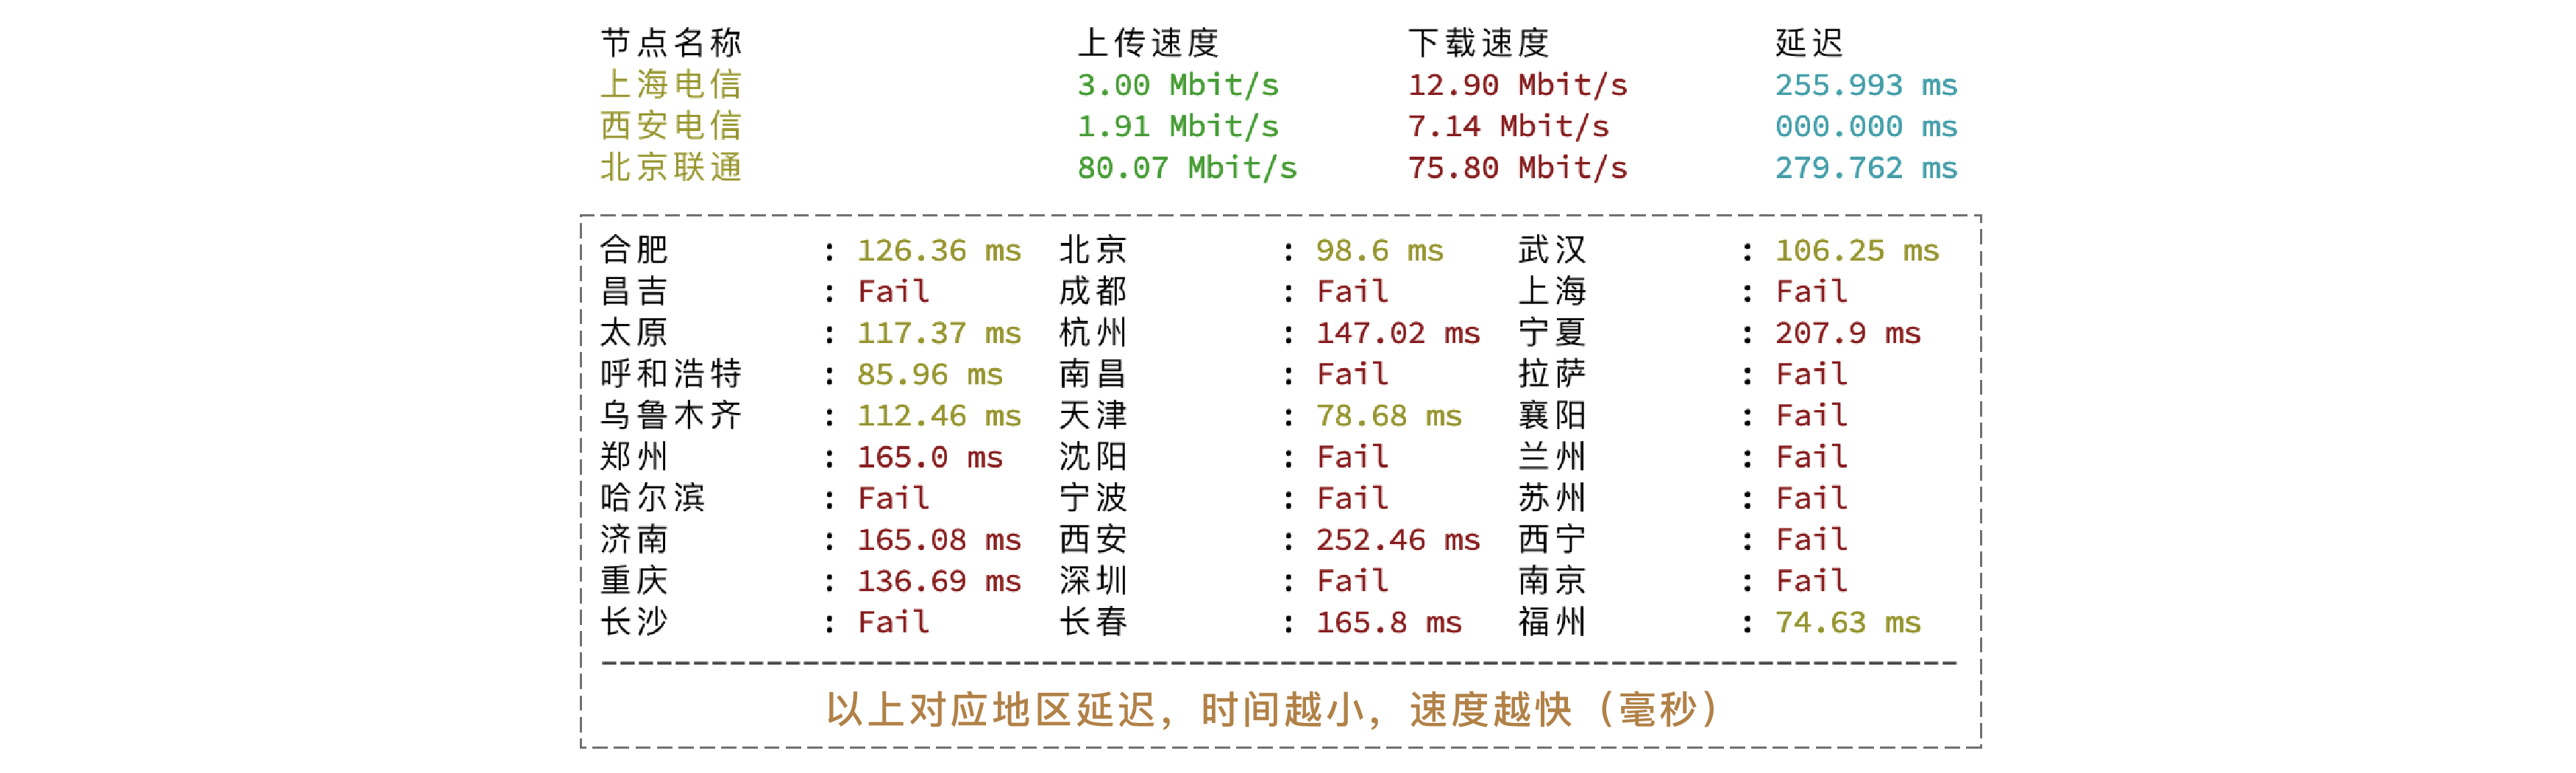 节点名称 上传速度 下载速度 延迟
上海电信 3.00 Mbit/s 12.90 Mbit/s 255.993 ms
西安电信 1.91 Mbit/s 7.14 Mbit/s 000.000 ms
北京联通 80.07 Mbit/s 75.80 Mbit/s 279.762 ms
合肥 : 126.36 ms 北京 : 98.6 ms 武汉 : 106.25 ms
昌吉 : Fail 成都 : Fail 上海 : Fail
太原 : 117.37 ms 杭州 : 147.02 ms 宁夏 : 207.9 ms
呼和浩特 : 85.96 ms 南昌 : Fail 拉萨 : Fail
乌鲁木齐 : 112.46 ms 天津 : 78.68 ms 襄阳 : Fail
郑州 : 165.0 ms 沈阳 : Fail 兰州 : Fail
哈尔滨 : Fail 宁波 : Fail 苏州 : Fail
济南 : 165.08 ms 西安 : 252.46 ms 西宁 : Fail
重庆 : 136.69 ms 深圳 : Fail 南京 : Fail
长沙 : Fail 长春 : 165.8 ms 福州 : 74.63 ms
以上对应地区延迟，时间越小，速度越快（毫秒）